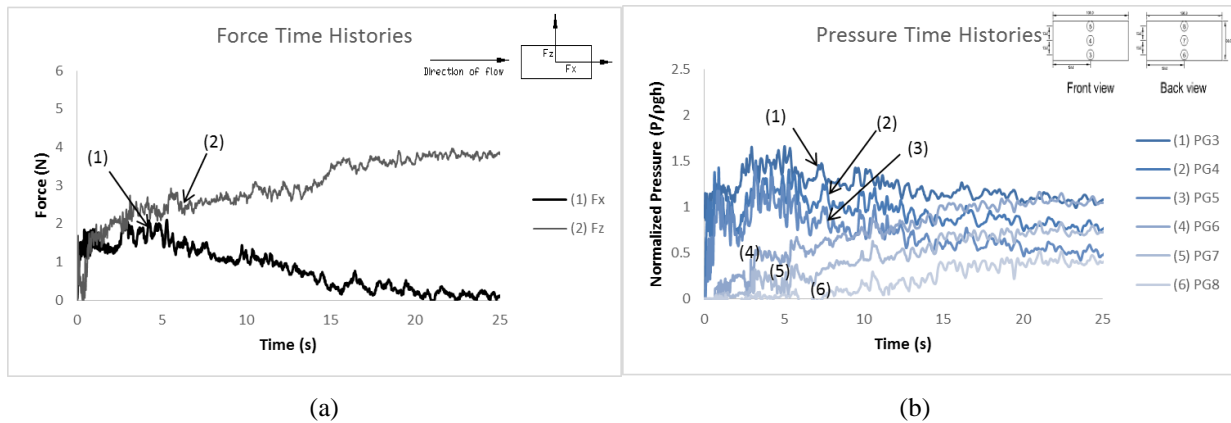 Force Time Histories
Fz
Fx
Direction of flow
6
5
4
3
2
1
0
Force (N)
(1)
(2)
(1) Fx
(2) Fz
0
5
10
15
20
25
Time (s)
(a)
Pressure Time Histories
4
7
Front view
Back view
2.5
2
1.5
1
0.5
0
Normalized Pressure (P/ρgh)
(1)
(2)
(3)
(4)
(5)
(6)
(1) PG3
(2) PG4
(3) PG5
(4) PG6
(5) PG7
(6) PG8
0
5
10
15
20
25
Time (s)
(b)